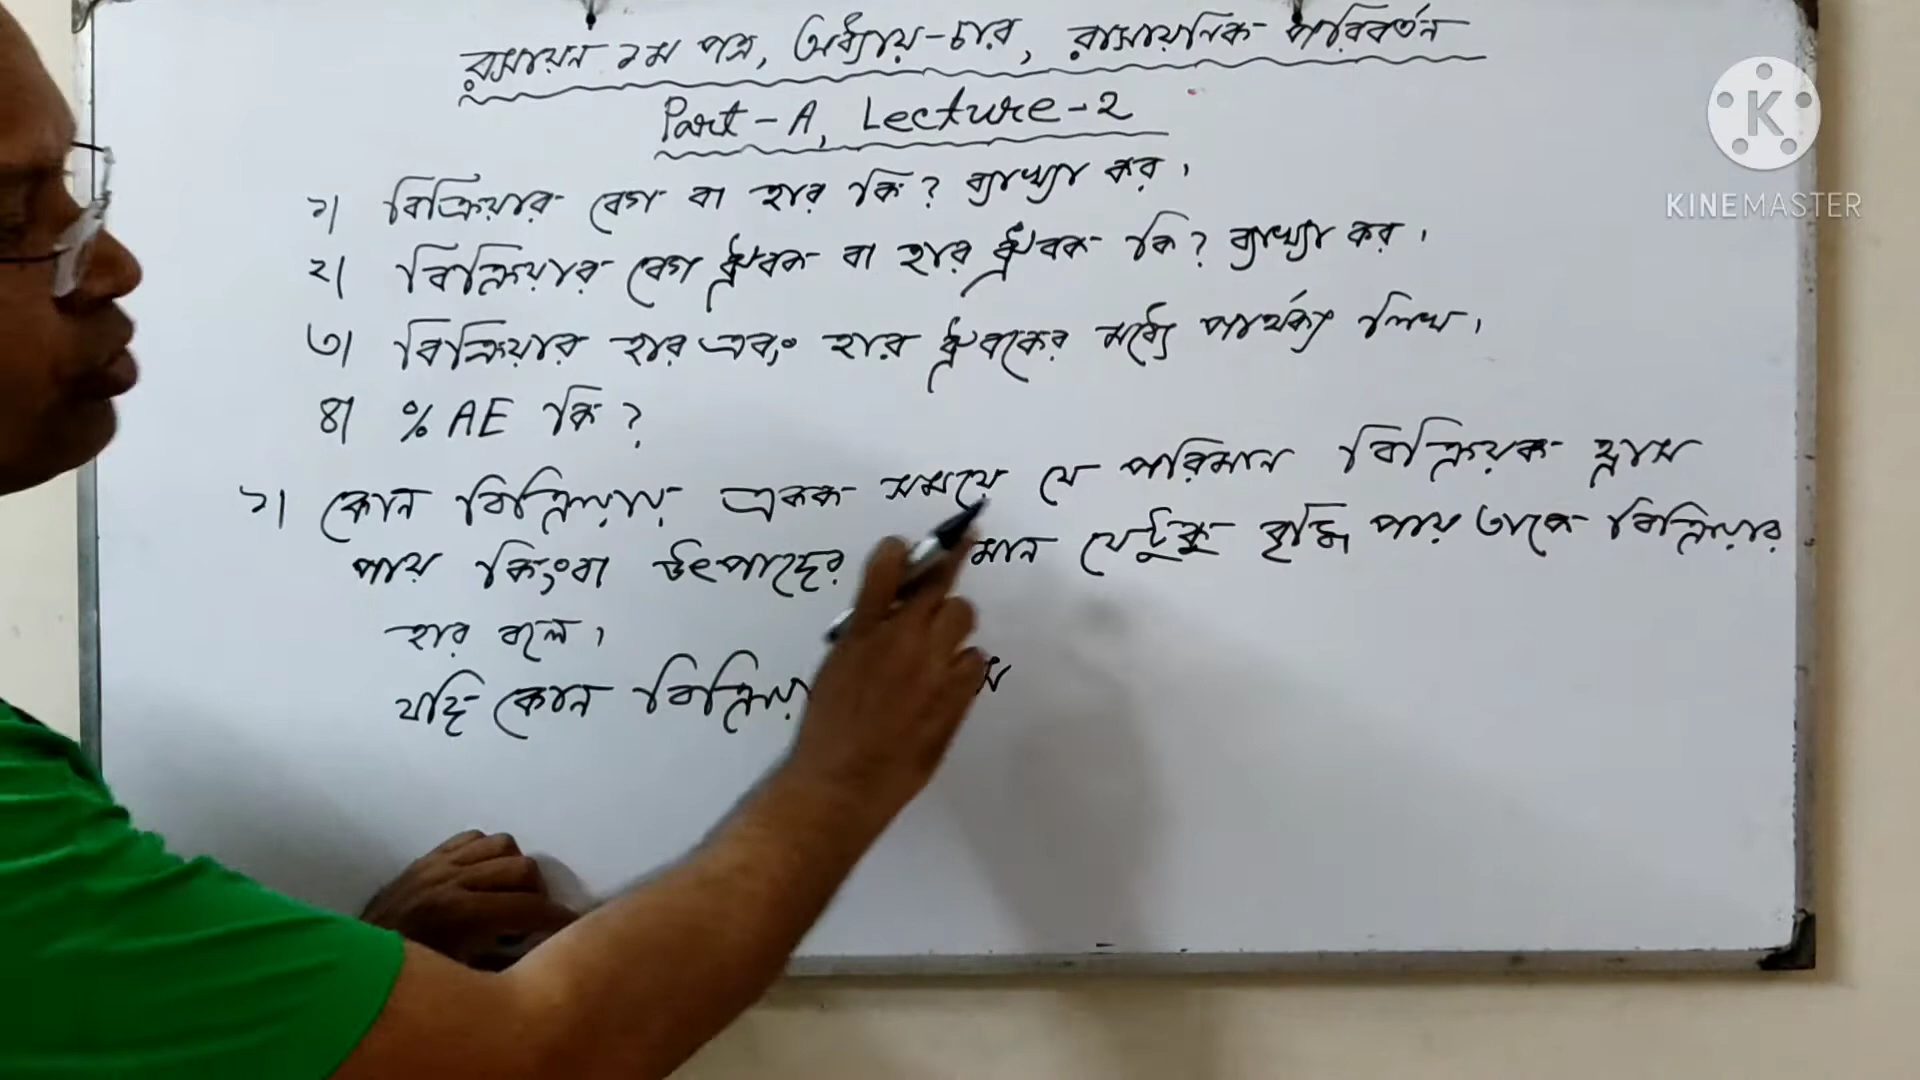 রসায়ন ১ম পত্র, অধ্যায়-চার, রাসায়নিক পরিবর্তন
Part-A, Lecture-2
১। বিক্রিয়ার বেগ বা হার কি? ব্যাখ্যা কর।
২। বিক্রিয়ার বেগ ধ্রুবক বা হার ধ্রুবক কি? ব্যাখ্যা কর।
৩। বিক্রিয়ার হার এবং হার ধ্রুবকের মধ্যে পার্থক্য লিখ।
৪। % AE কি?
১। কোন বিক্রিয়ায় একক সময়ে যে পরিমান বিক্রিয়ক হ্রাস
পায় কিংবা উৎপাদের মান যেটুকু বৃদ্ধি পায় তাকে বিক্রিয়ার
হার বলে।
যদি কোন বিক্রিয়া
KINEMASTER